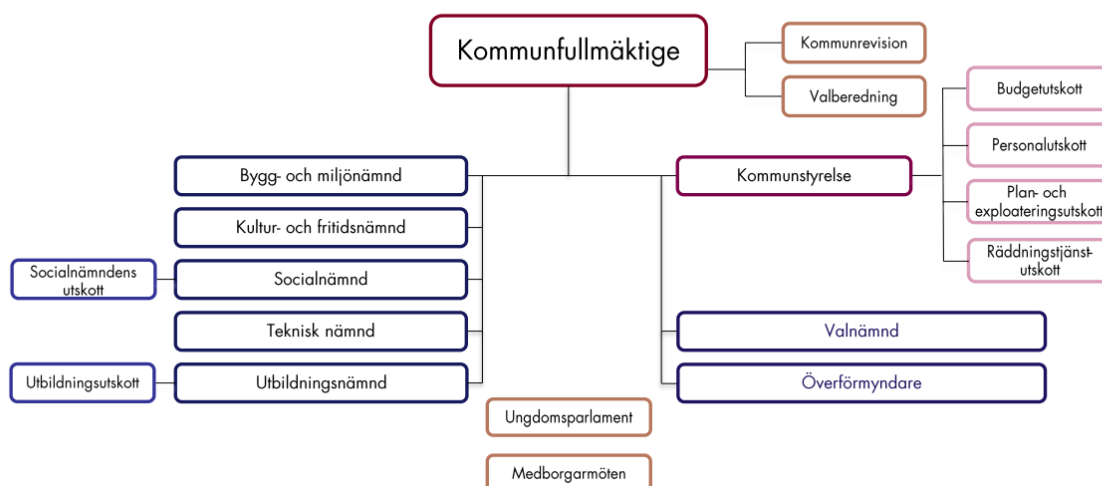 Kommunfullmäktige
Kommunrevision
Valberedning
Budgetutskott
Personalutskott
Plan- och
exploateringsutskott
Räddningstjänst-
utskott
Kommunstyrelse
Bygg- och miljönämnd
Kultur- och fritidsnämnd
Socialnämndens
utskott
Socialnämnd
Teknisk nämnd
Utbildningsutskott
Utbildningsnämnd
Valnämnd
Överförmyndare
Ungdomsparlament
Medborgarmöten